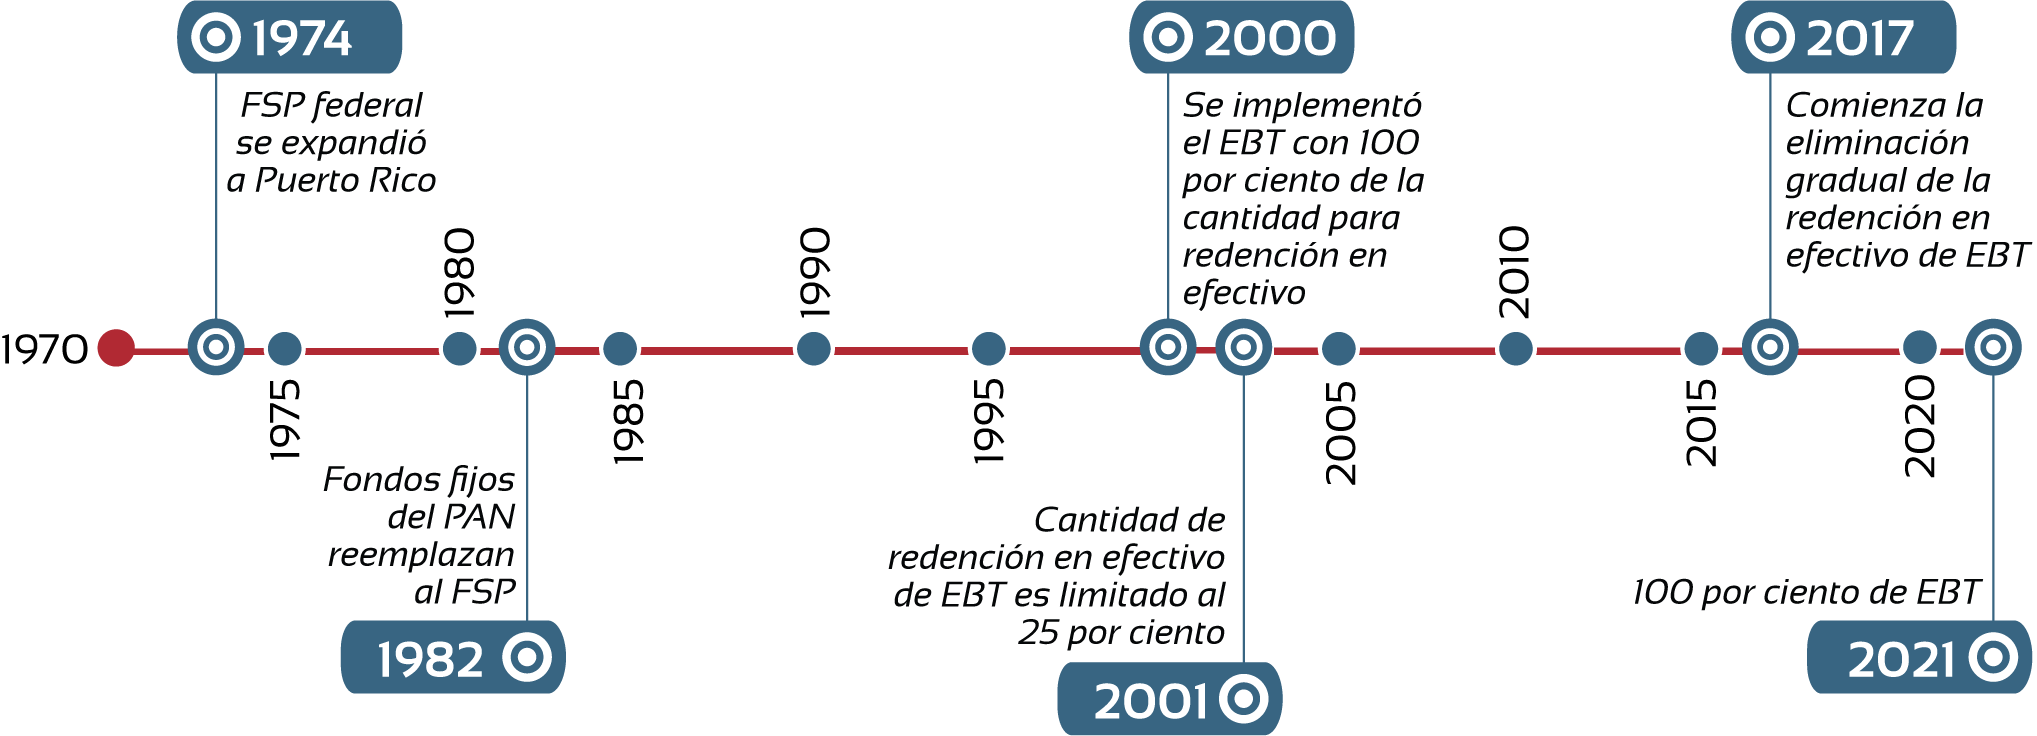 1974
FSP federal
se expandió
a Puerto Rico
2000
Se implementó
el EBT con 100
por ciento de la
cantidad para
redención en
efectivo
2017
Comienza la
eliminación
gradual de la
redención en
efectivo de EBT
1970
1975
1980
1985
1990
1995
2005
2010
2015
2020
Fondos fijos
del PAN
reemplazan
al FSP
1982
Cantidad de
redención en efectivo
de EBT es limitado al
25 por ciento
2001
100 por ciento de EBT
2021